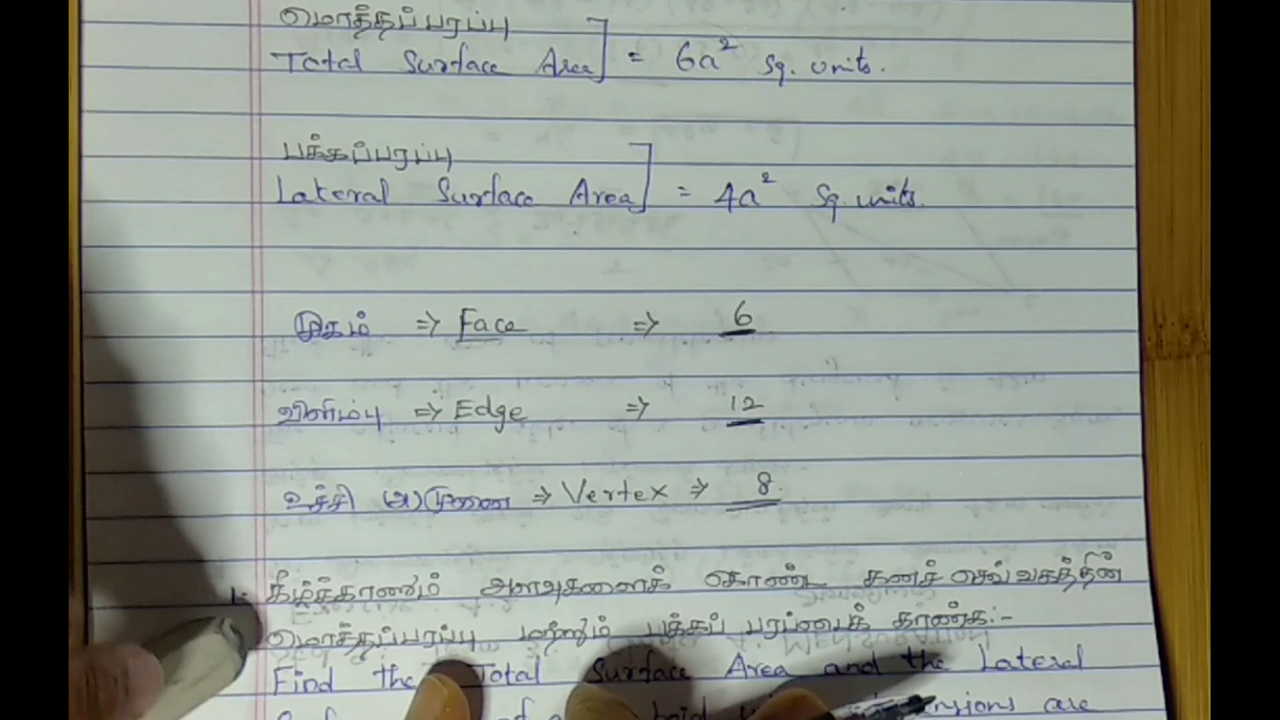 மொத்தப்பரப்பு
Total Surface Area] = 6a² Sq. units.
பக்கப்பரப்பு
Lateral Surface Area] = 4a² Sq. units.
முகம் => Face => 6
விளிம்பு => Edge => 12
உச்சி (அ) முனை => Vertex => 8
1. கீழ்க்காணும் அளவுகளைக் கொண்ட கனச் செவ்வகத்தின்
மொத்தப்பரப்பு மற்றும் பக்கப் பரப்பைக் காண்க:-
Find the Total Surface Area and the Lateral
are